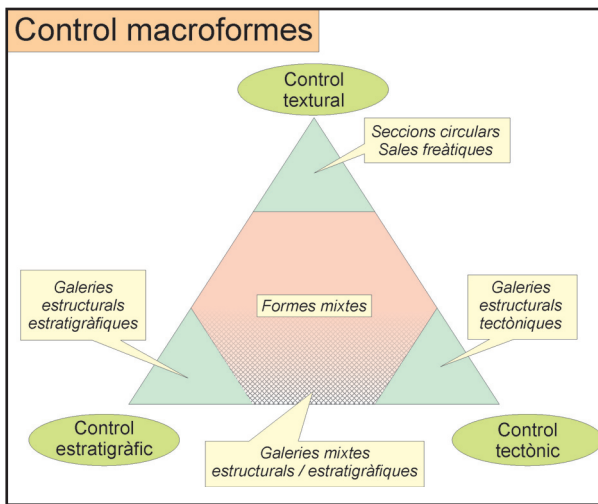 Control macroformes
Control
textural
Seccions circulars
Sales freàtiques
Galeries
estructurals
estratigràfiques
Galeries
estructurals
tectòniques
Formes mixtes
Control
estratigràfic
Galeries mixtes
estructurals / estratigràfiques
Control
tectònic